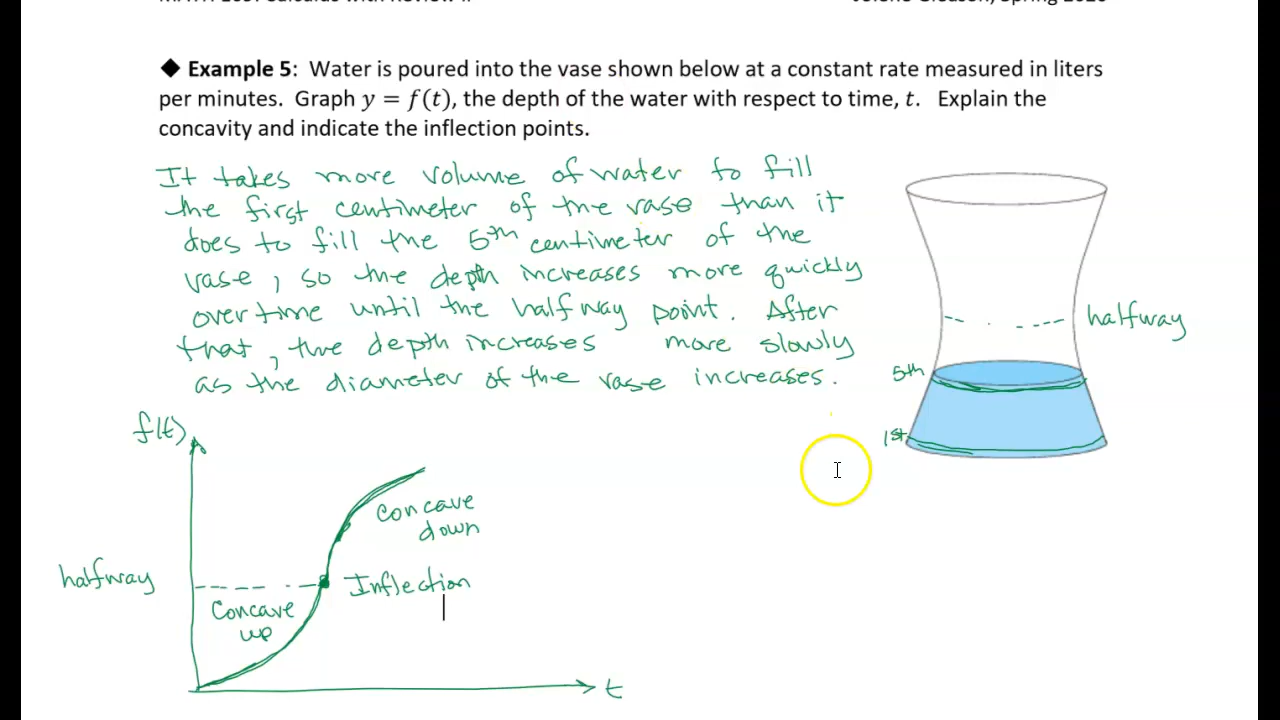 ◆ Example 5: Water is poured into the vase shown below at a constant rate measured in liters
per minutes. Graph y = f(t), the depth of the water with respect to time, t. Explain the
concavity and indicate the inflection points.
It takes more volume of water to fill
the first centimeter of the vase than it
does to fill the 5th centimeter of the
vase, so the depth increases more quickly
over time until the halfway point. After
that, the depth increases more slowly
as the diameter of the vase increases.
halfway
5th
1st
f(t)
Concave
down
halfway
Inflection
Concave
up
t